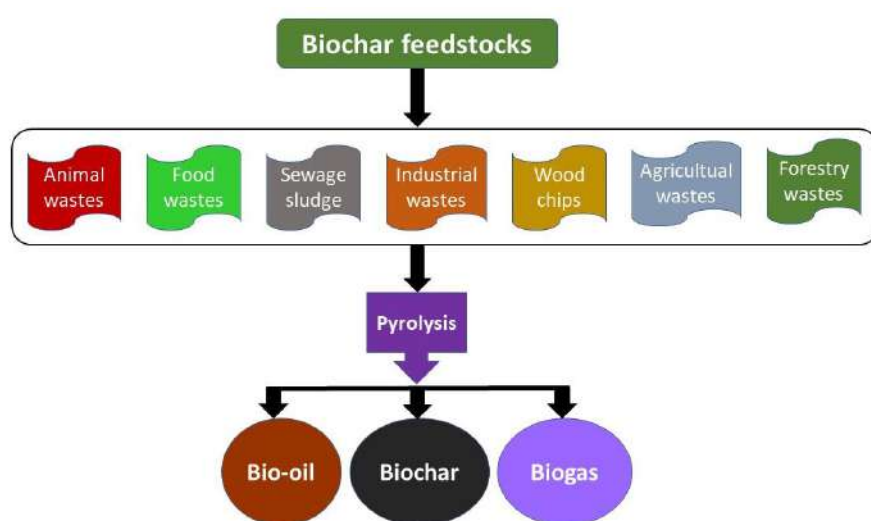 Biochar feedstocks
Animal
wastes
Food
wastes
Sewage
sludge
Industrial
wastes
Wood
chips
Agricultual
wastes
Forestry
wastes
Pyrolysis
Bio-oil
Biochar
Biogas